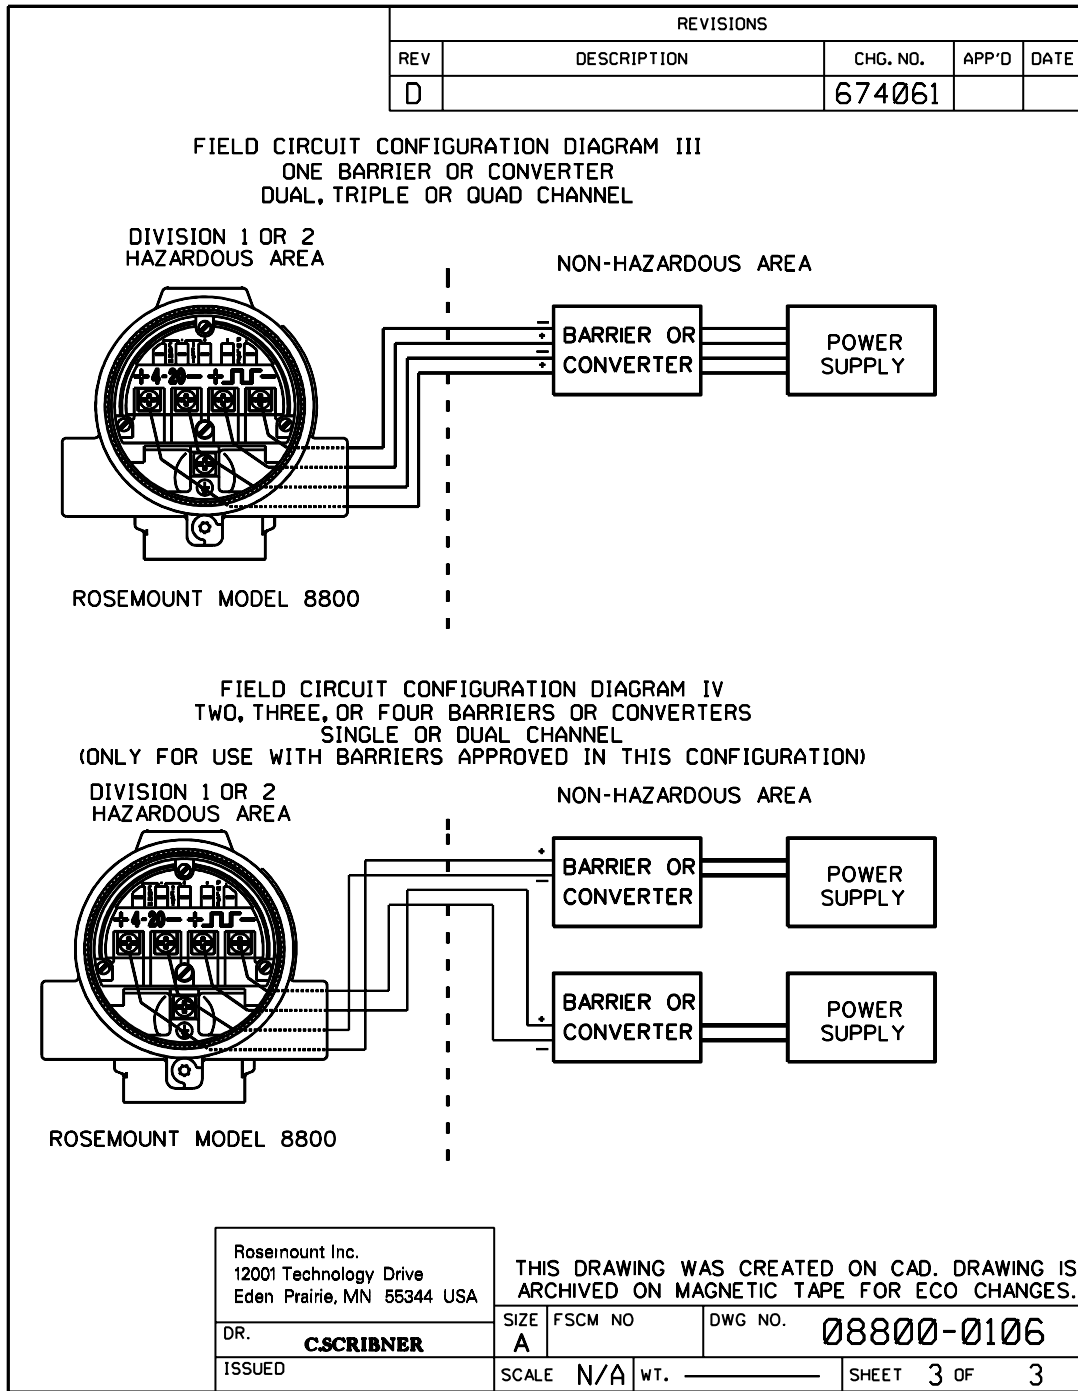 REVISIONS
REV DESCRIPTION CHG. NO. APP'D DATE
D 674061
FIELD CIRCUIT CONFIGURATION DIAGRAM III
ONE BARRIER OR CONVERTER
DUAL, TRIPLE OR QUAD CHANNEL
DIVISION 1 OR 2
HAZARDOUS AREA
NON-HAZARDOUS AREA
− + − +
BARRIER OR
CONVERTER
POWER
SUPPLY
+ 4-20 − + −
ROSEMOUNT MODEL 8800
FIELD CIRCUIT CONFIGURATION DIAGRAM IV
TWO, THREE, OR FOUR BARRIERS OR CONVERTERS
SINGLE OR DUAL CHANNEL
(ONLY FOR USE WITH BARRIERS APPROVED IN THIS CONFIGURATION)
DIVISION 1 OR 2
HAZARDOUS AREA
NON-HAZARDOUS AREA
+ −
BARRIER OR
CONVERTER
POWER
SUPPLY
+ 4-20 − + −
+ −
BARRIER OR
CONVERTER
POWER
SUPPLY
ROSEMOUNT MODEL 8800
Rosemount Inc.
12001 Technology Drive
Eden Prairie, MN 55344 USA
THIS DRAWING WAS CREATED ON CAD. DRAWING IS
ARCHIVED ON MAGNETIC TAPE FOR ECO CHANGES.
DR. C.SCRIBNER
SIZE A FSCM NO DWG NO. 08800-0106
ISSUED
SCALE N/A WT. SHEET 3 OF 3